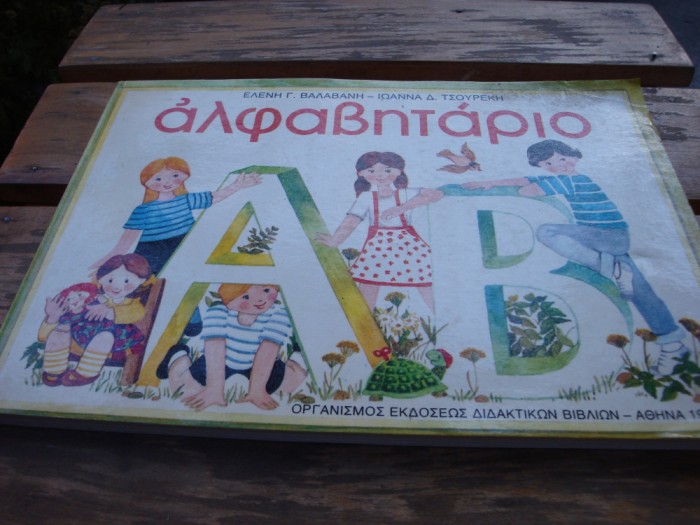 ΕΛΕΝΗ Γ. ΒΑΛΑΒΑΝΗ – ΙΩΑΝΝΑ Δ. ΤΣΟΥΡΕΚΗ
ἀλφαβητάριο
ΑΒ
ΟΡΓΑΝΙΣΜΟΣ ΕΚΔΟΣΕΩΣ ΔΙΔΑΚΤΙΚΩΝ ΒΙΒΛΙΩΝ – ΑΘΗΝΑ